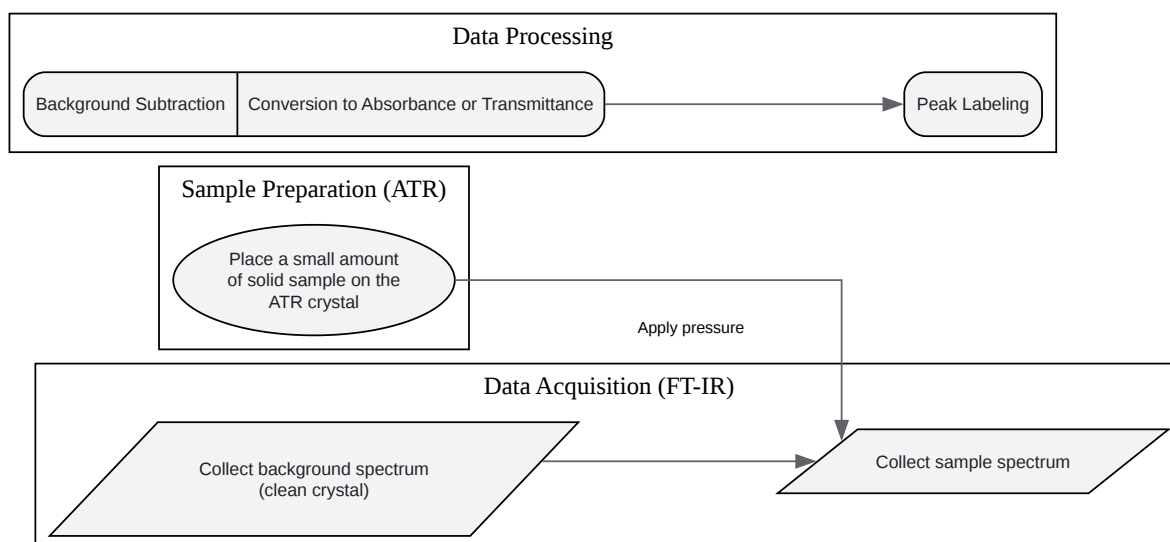 Data Processing
Background Subtraction
Conversion to Absorbance or Transmittance
Peak Labeling
Sample Preparation (ATR)
Place a small amount
of solid sample on the
ATR crystal
Apply pressure
Data Acquisition (FT-IR)
Collect background spectrum
(clean crystal)
Collect sample spectrum